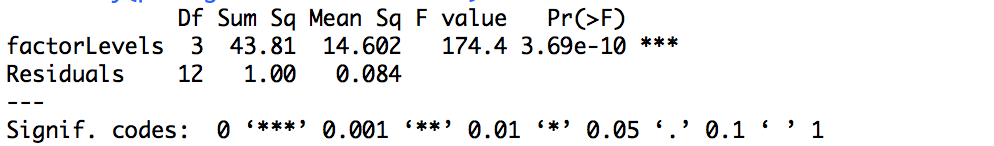 Df Sum Sq Mean Sq F value   Pr(>F)    
factorLevels  3  43.81  14.602   174.4 3.69e-10 ***
Residuals    12   1.00   0.084                     
---
Signif. codes:  0 ‘***’ 0.001 ‘**’ 0.01 ‘*’ 0.05 ‘.’ 0.1 ‘ ’ 1